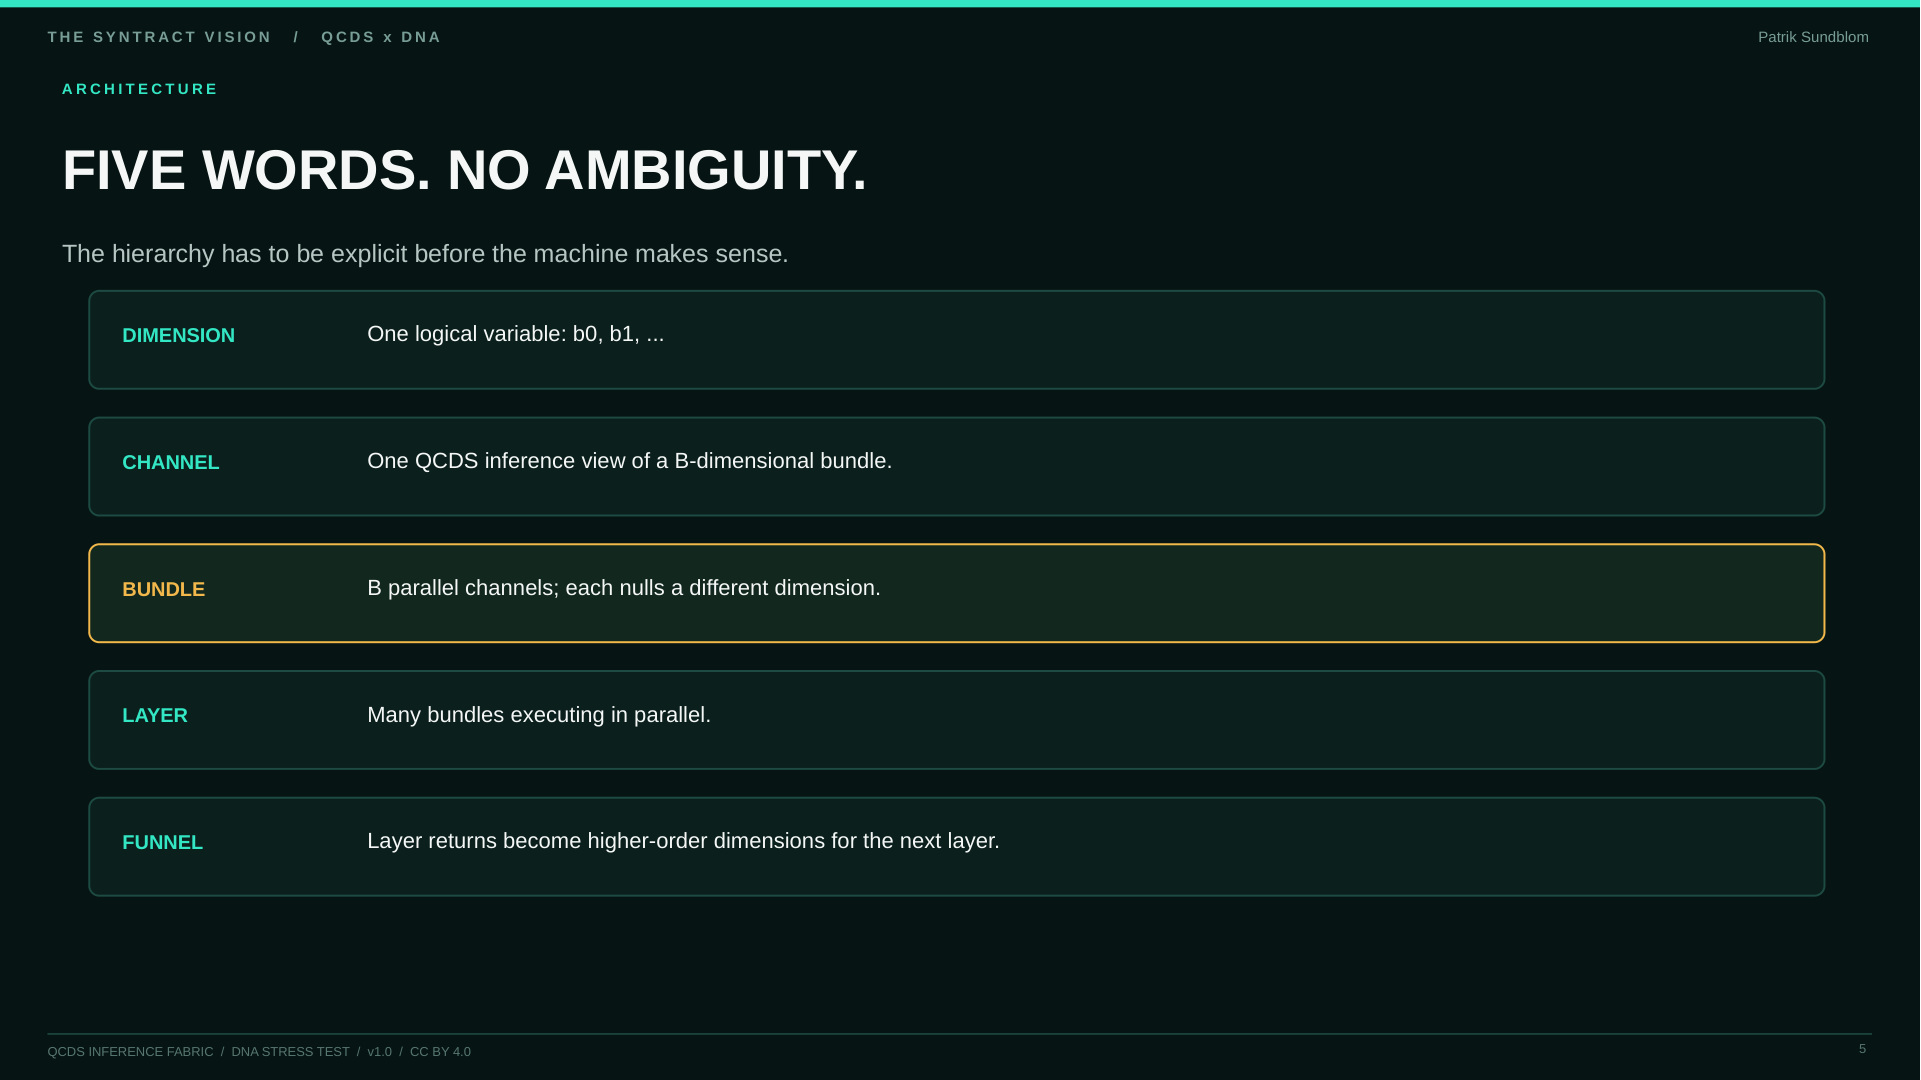 THE SYNTRACT VISION / QCDS x DNA
Patrik Sundblom
ARCHITECTURE
FIVE WORDS. NO AMBIGUITY.
The hierarchy has to be explicit before the machine makes sense.
DIMENSION One logical variable: b0, b1, ...
CHANNEL One QCDS inference view of a B-dimensional bundle.
BUNDLE B parallel channels; each nulls a different dimension.
LAYER Many bundles executing in parallel.
FUNNEL Layer returns become higher-order dimensions for the next layer.
QCDS INFERENCE FABRIC / DNA STRESS TEST / v1.0 / CC BY 4.0
5